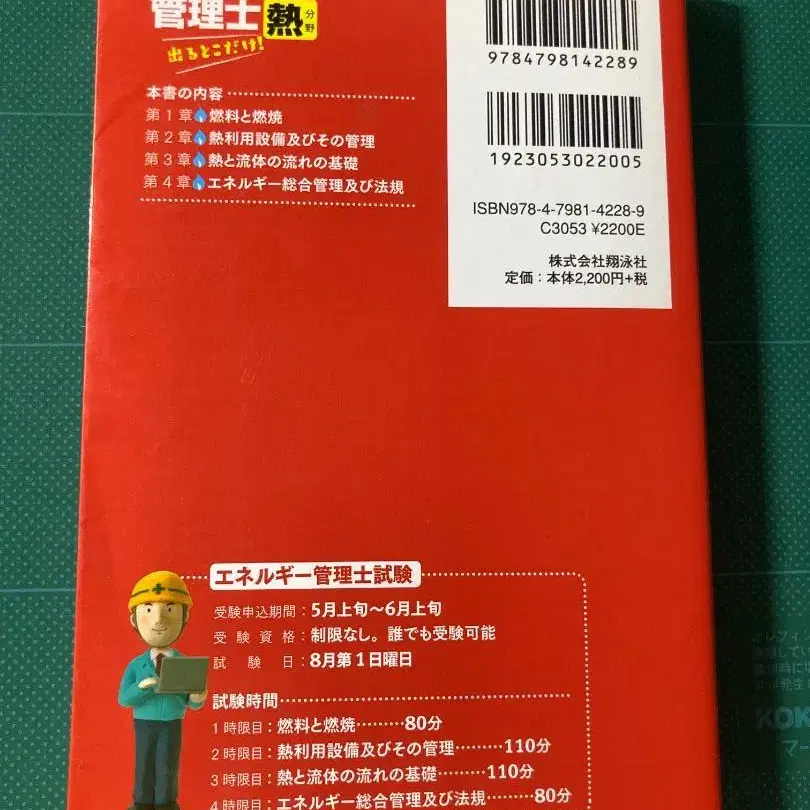 管理士
熱
分野
出るとこだけ!
本書の内容
第1章 燃料と燃焼
第2章 熱利用設備及びその管理
第3章 熱と流体の流れの基礎
第4章 エネルギー総合管理及び法規
9784798142289
1923053022005
ISBN978-4-7981-4228-9
C3053 ¥2200E
株式会社翔泳社
定価:本体2,200円+税
エネルギー管理士試験
受験申込期間:5月上旬~6月上旬
受験資格:制限なし。誰でも受験可能
試験日:8月第1日曜日
試験時間
1時限目:燃料と燃焼………80分
2時限目:熱利用設備及びその管理………110分
3時限目:熱と流体の流れの基礎………110分
4時限目:エネルギー総合管理及び法規………80分